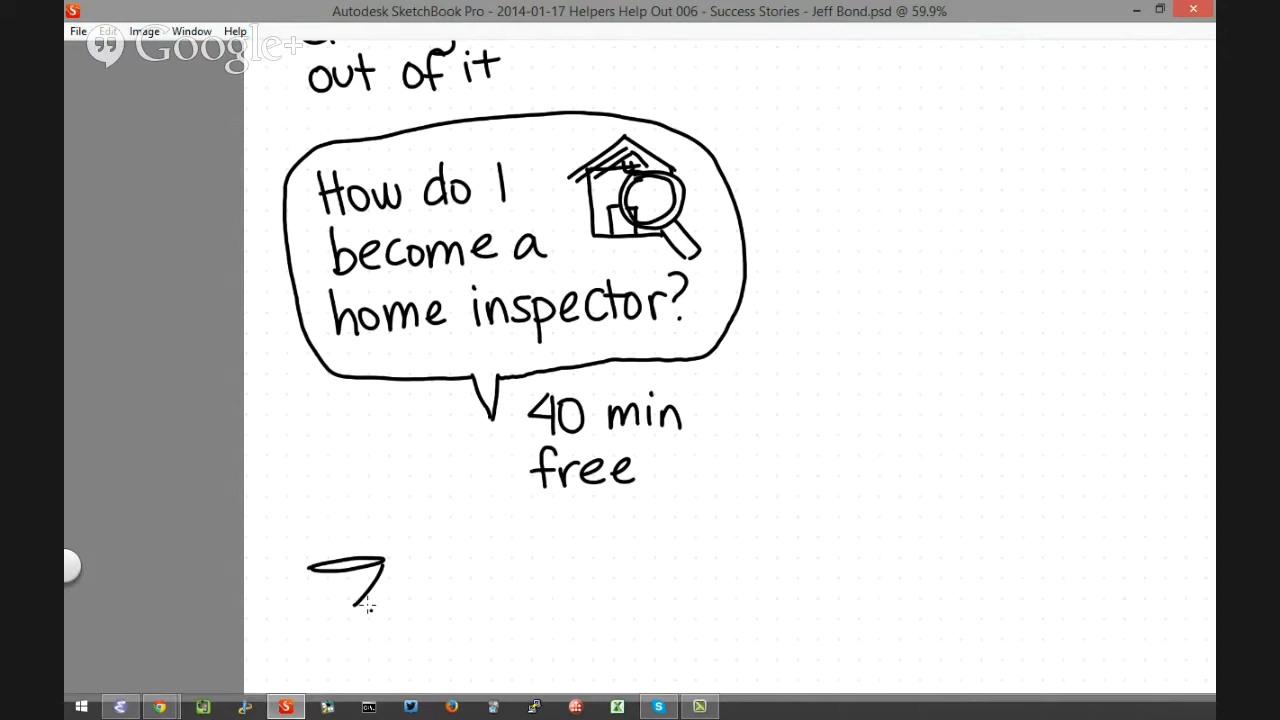 Autodesk SketchBook Pro - 2014-01-17 Helpers Help Out 006 - Success Stories - Jeff Bond.psd @ 59.9%
File Edit Image Window Help
Google+
out of it
How do I
become a
home inspector?
40 min
free